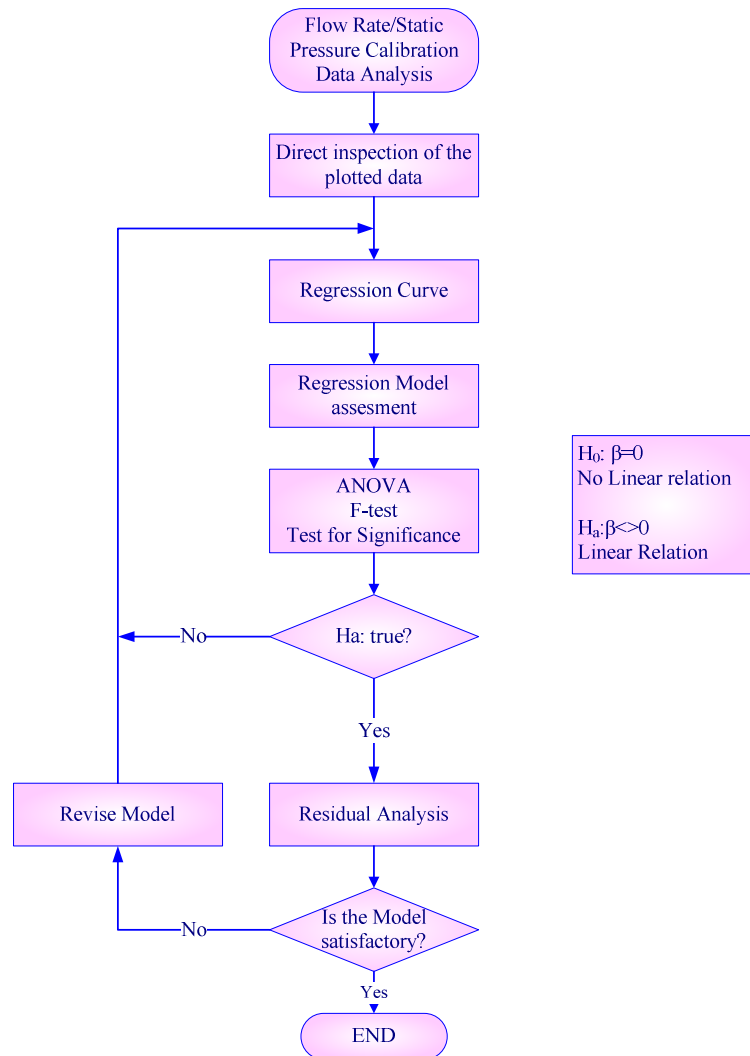 Flow Rate/Static
Pressure Calibration
Data Analysis
Direct inspection of the
plotted data
Regression Curve
Regression Model
assesment
ANOVA
F-test
Test for Significance
H₀: β=0
No Linear relation
Hₐ:β<>0
Linear Relation
Ha: true?
No
Yes
Revise Model
Residual Analysis
Is the Model
satisfactory?
No
Yes
END